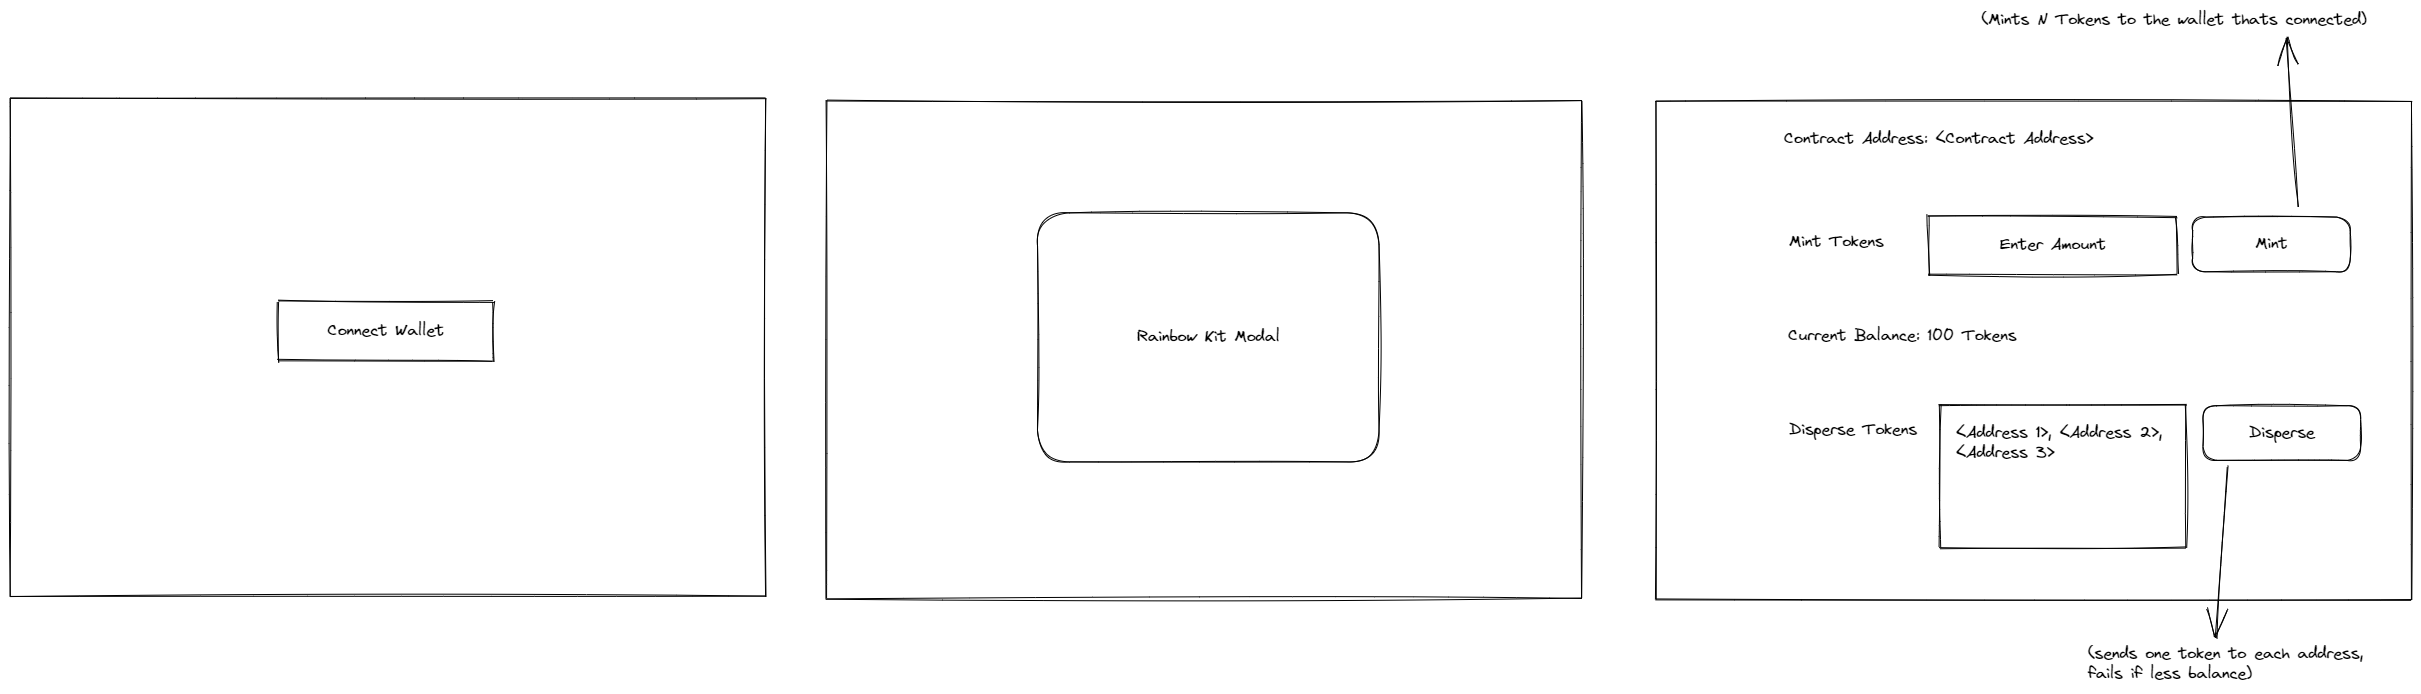 (Mints N Tokens to the wallet thats connected)
Connect Wallet
Rainbow Kit Modal
Contract Address: <Contract Address>
Mint Tokens
Enter Amount
Mint
Current Balance: 100 Tokens
Disperse Tokens
<Address 1>, <Address 2>,
<Address 3>
Disperse
(sends one token to each address,
fails if less balance)